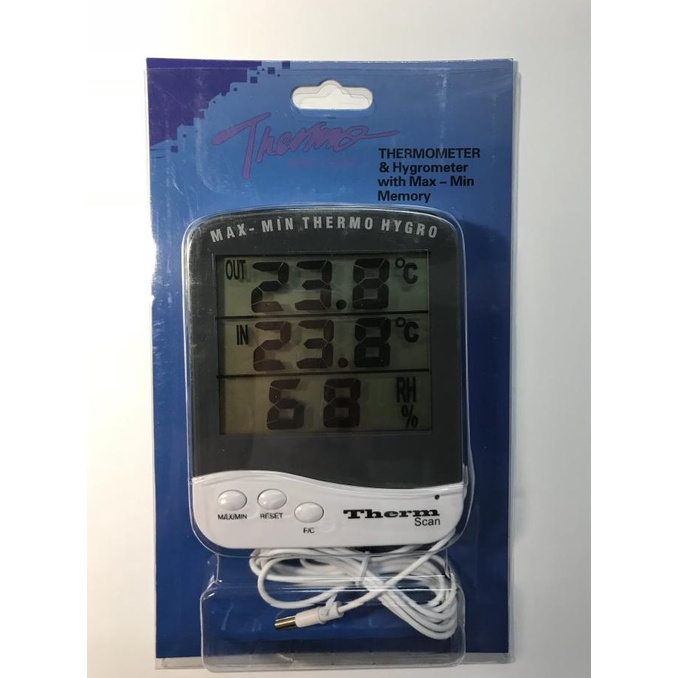 Thermo
THERMOMETER
& Hygrometer
with Max – Min
Memory
MAX- MIN THERMO HYGRO
OUT 23.8 °C
IN 23.8 °C
68 RH %
MAX/MIN RESET F/C
Therm
Scan